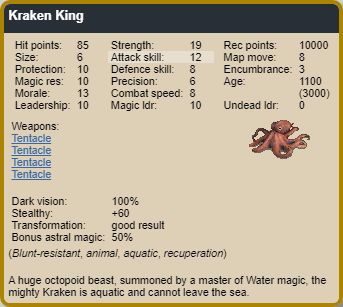 Kraken King
Hit points: 85 Strength: 19 Rec points: 10000
Size: 6 Attack skill: 12 Map move: 8
Protection: 10 Defence skill: 8 Encumbrance: 3
Magic res: 10 Precision: 6 Age: 1100
Morale: 13 Combat speed: 8 (3000)
Leadership: 10 Magic ldr: 10 Undead ldr: 0
Weapons:
Tentacle
Tentacle
Tentacle
Tentacle
Dark vision: 100%
Stealthy: +60
Transformation: good result
Bonus astral magic: 50%
(Blunt-resistant, animal, aquatic, recuperation)
A huge octopoid beast, summoned by a master of Water magic, the
mighty Kraken is aquatic and cannot leave the sea.